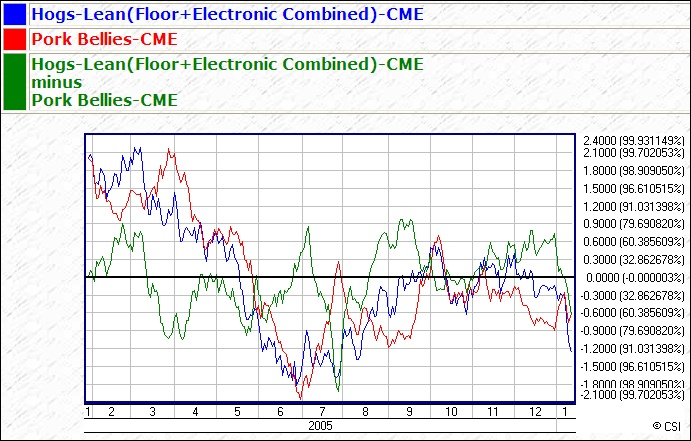 Hogs-Lean(Floor+Electronic Combined)-CME
Pork Bellies-CME
Hogs-Lean(Floor+Electronic Combined)-CME
minus
Pork Bellies-CME
2.4000 (99.931149%)
2.1000 (99.702053%)
1.8000 (98.909050%)
1.5000 (96.610515%)
1.2000 (91.031398%)
0.9000 (79.690820%)
0.6000 (60.385609%)
0.3000 (32.862678%)
0.0000 (-0.000003%)
-0.3000 (32.862678%)
-0.6000 (60.385609%)
-0.9000 (79.690820%)
-1.2000 (91.031398%)
-1.5000 (96.610515%)
-1.8000 (98.909050%)
-2.1000 (99.702053%)
1 2 3 4 5 6 7 8 9 10 11 12 1
2005
© CSI